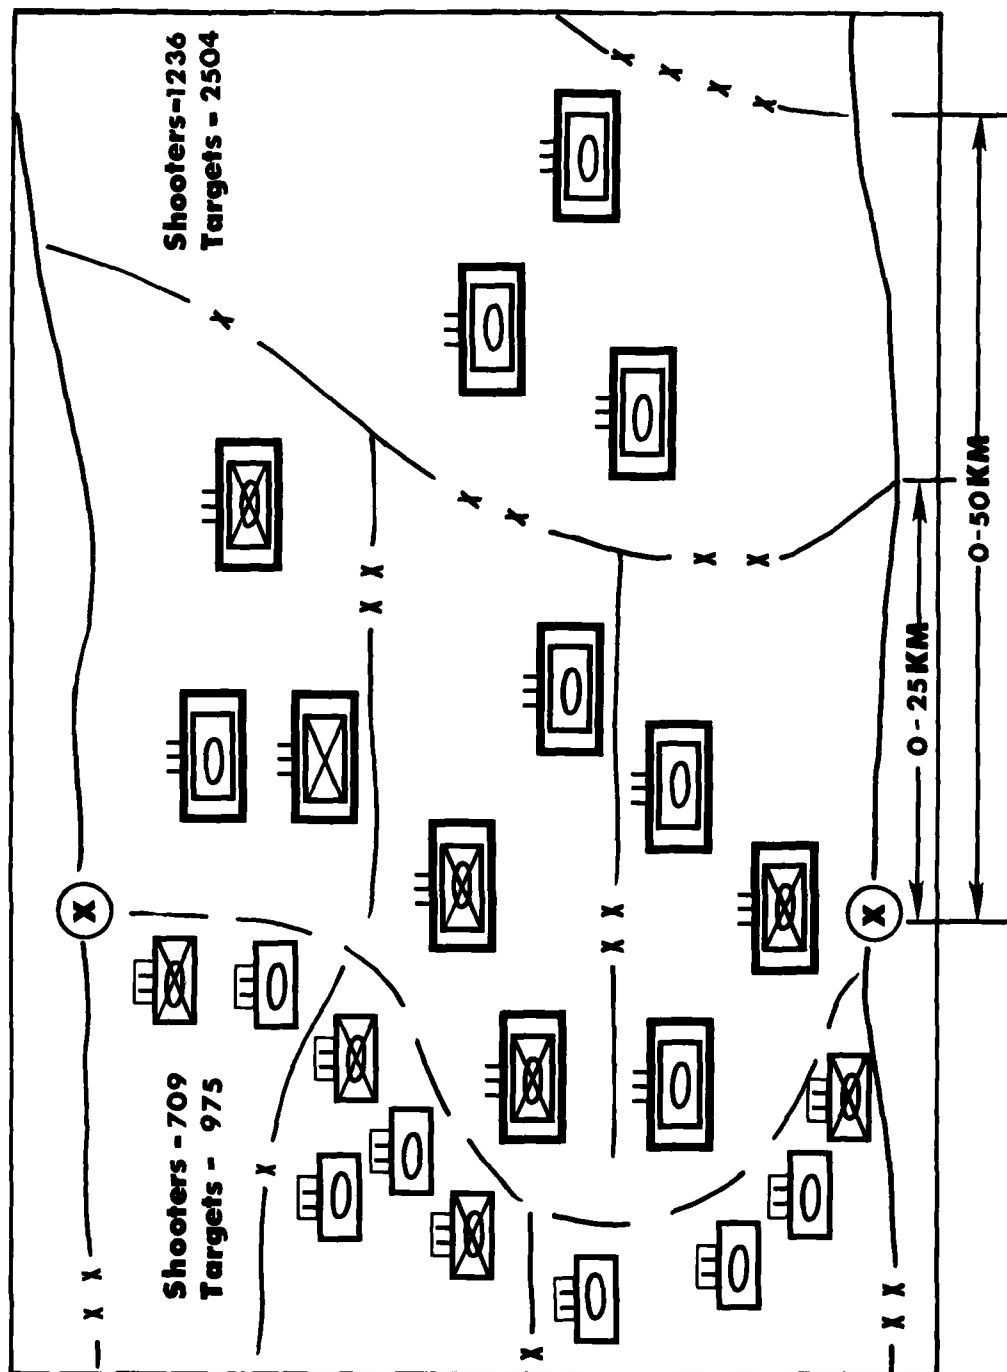 Shooters - 709
Targets - 975
Shooters=1236
Targets = 2504
0 - 25KM
0-50KM